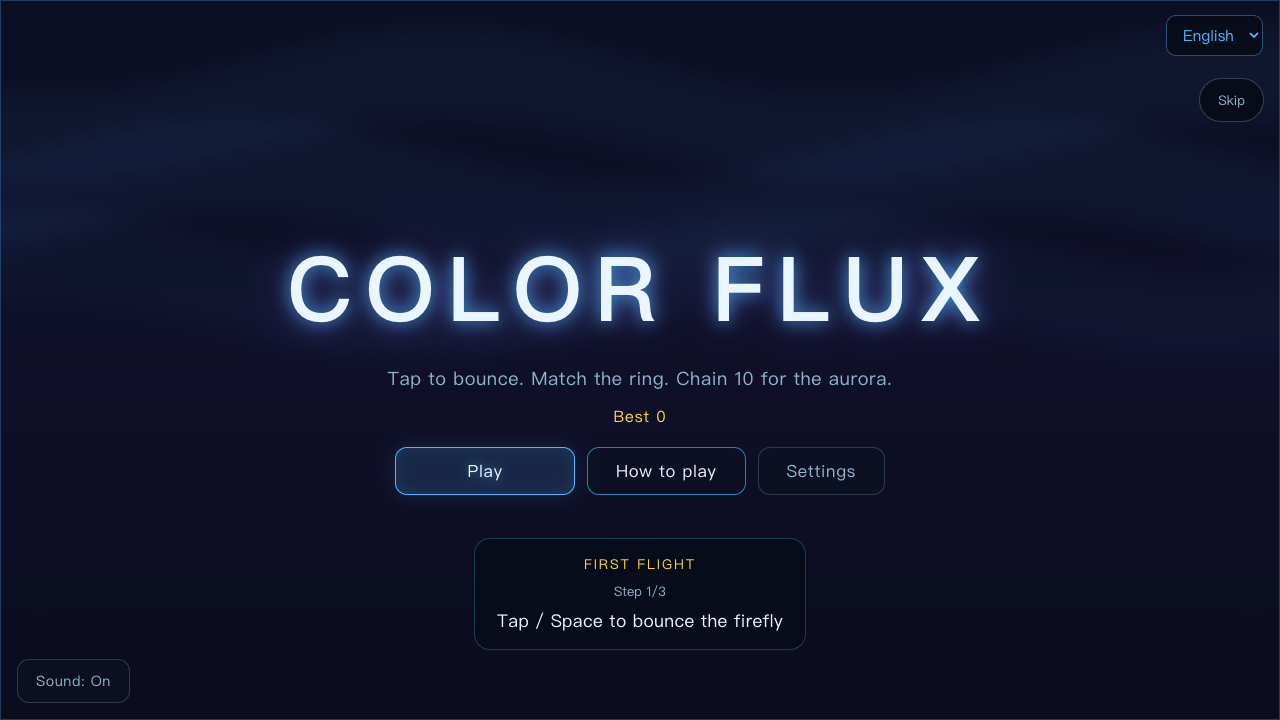 English
Skip
COLOR FLUX
Tap to bounce. Match the ring. Chain 10 for the aurora.
Best 0
Play
How to play
Settings
FIRST FLIGHT
Step 1/3
Tap / Space to bounce the firefly
Sound: On